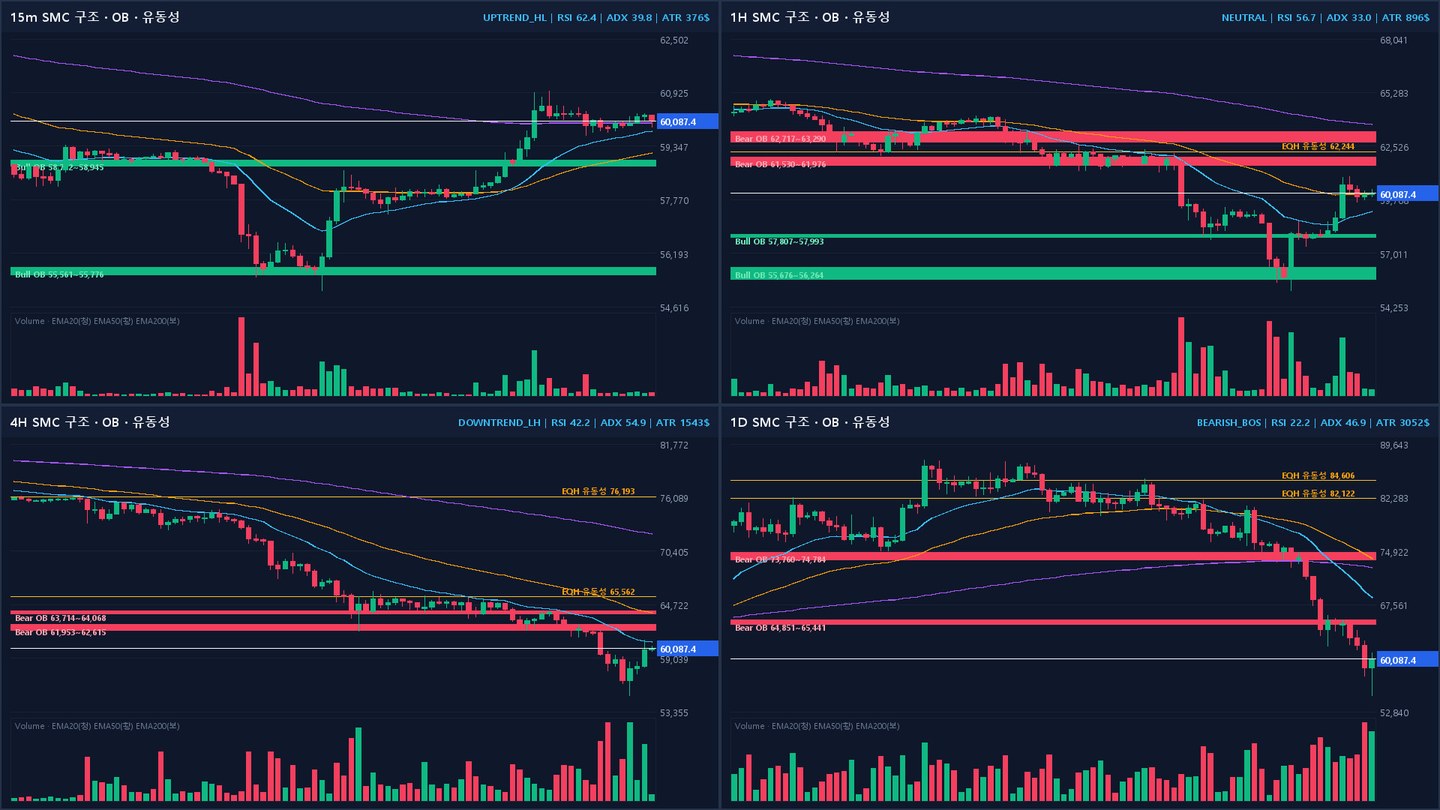 15m SMC 구조 · OB · 유동성
UPTREND_HL | RSI 62.4 | ADX 39.8 | ATR 376$
62,502
60,925
60,087.4
59,347
58,945
57,770
56,193
Bull OB 55,561~55,776
54,616
Volume · EMA20(청) EMA50(황) EMA200(보)
1H SMC 구조 · OB · 유동성
NEUTRAL | RSI 56.7 | ADX 33.0 | ATR 896$
68,041
65,283
Bear OB 62,717~63,290
EQH 유동성 62,244
62,526
Bear OB 61,530~61,976
60,087.4
Bull OB 57,807~57,993
57,011
Bull OB 55,676~56,264
54,253
Volume · EMA20(청) EMA50(황) EMA200(보)
4H SMC 구조 · OB · 유동성
DOWNTREND_LH | RSI 42.2 | ADX 54.9 | ATR 1543$
81,772
EQH 유동성 76,193
76,089
70,405
EQH 유동성 65,562
64,722
Bear OB 63,714~64,068
Bear OB 61,953~62,615
60,087.4
59,039
53,355
Volume · EMA20(청) EMA50(황) EMA200(보)
1D SMC 구조 · OB · 유동성
BEARISH_BOS | RSI 22.2 | ADX 46.9 | ATR 3052$
89,643
EQH 유동성 84,606
EQH 유동성 82,122
82,283
74,922
Bear OB 73,760~74,784
67,561
Bear OB 64,851~65,441
60,087.4
52,840
Volume · EMA20(청) EMA50(황) EMA200(보)